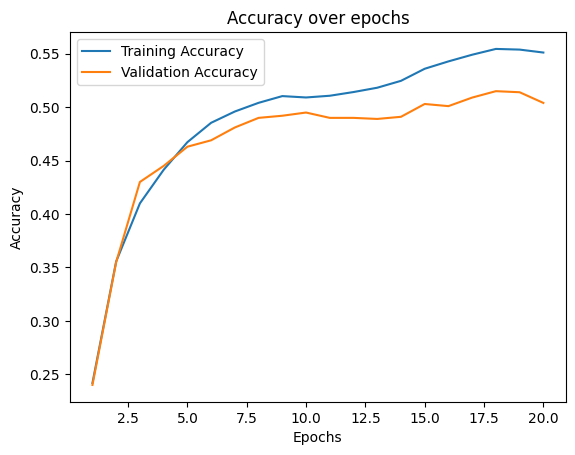 Accuracy over epochs
Training Accuracy
Validation Accuracy
Accuracy
0.55
0.50
0.45
0.40
0.35
0.30
0.25
2.5 5.0 7.5 10.0 12.5 15.0 17.5 20.0
Epochs